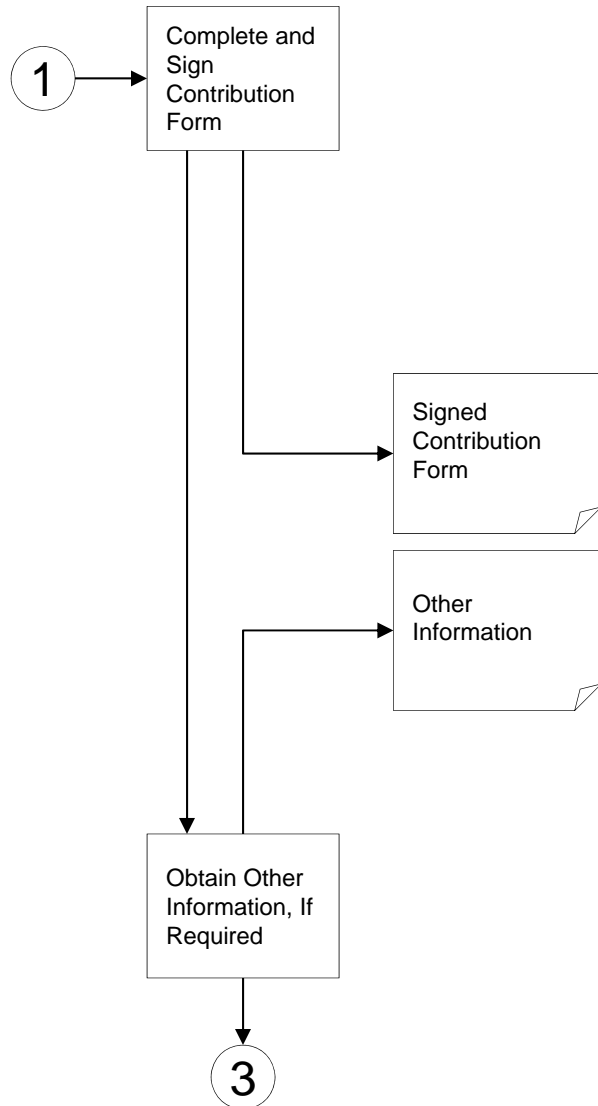 1
Complete and
Sign
Contribution
Form
Signed
Contribution
Form
Other
Information
Obtain Other
Information, If
Required
3